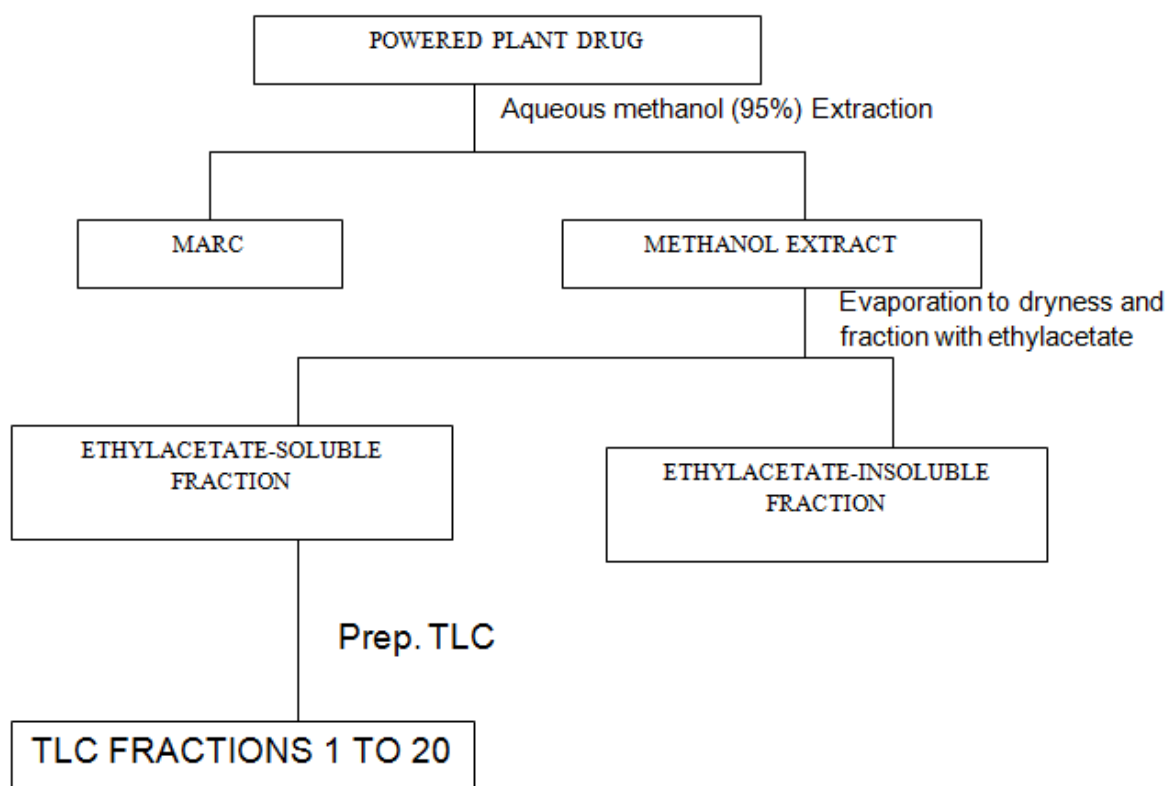 POWERED PLANT DRUG
Aqueous methanol (95%) Extraction
MARC
METHANOL EXTRACT
Evaporation to dryness and
fraction with ethylacetate
ETHYLACETATE-SOLUBLE
FRACTION
ETHYLACETATE-INSOLUBLE
FRACTION
Prep. TLC
TLC FRACTIONS 1 TO 20